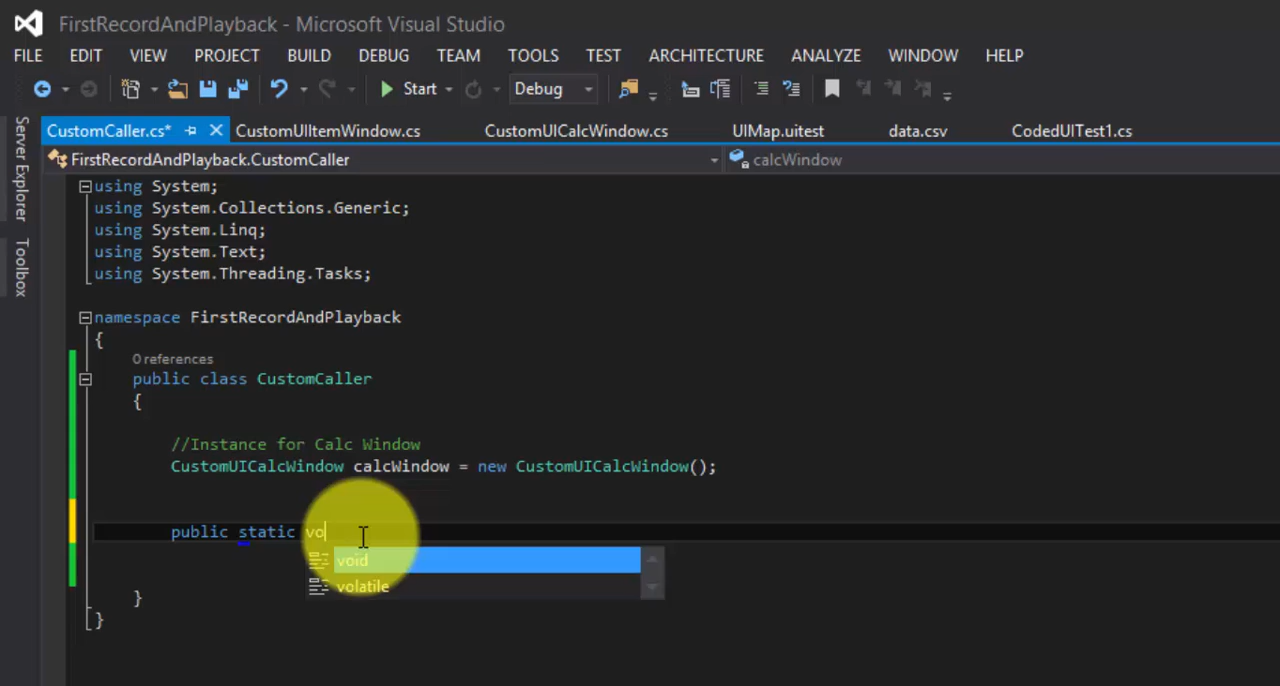 FirstRecordAndPlayback - Microsoft Visual Studio
FILE EDIT VIEW PROJECT BUILD DEBUG TEAM TOOLS TEST ARCHITECTURE ANALYZE WINDOW HELP
Start Debug
Server Explorer
Toolbox
CustomCaller.cs* CustomUIItemWindow.cs CustomUICalcWindow.cs UIMap.uitest data.csv CodedUITest1.cs
FirstRecordAndPlayback.CustomCaller calcWindow
using System;
using System.Collections.Generic;
using System.Linq;
using System.Text;
using System.Threading.Tasks;
namespace FirstRecordAndPlayback
{
0 references
public class CustomCaller
{
//Instance for Calc Window
CustomUICalcWindow calcWindow = new CustomUICalcWindow();
public static vo
void
volatile
}
}